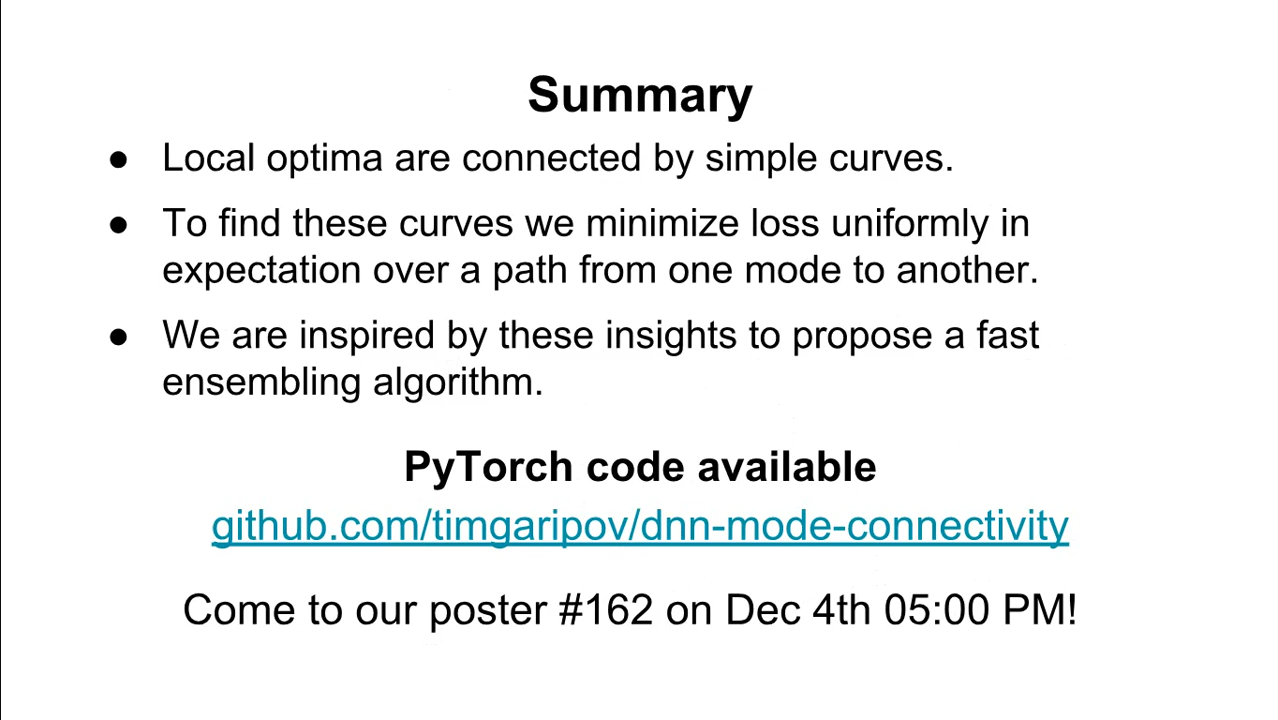 Summary
● Local optima are connected by simple curves.
● To find these curves we minimize loss uniformly in
expectation over a path from one mode to another.
● We are inspired by these insights to propose a fast
ensembling algorithm.
PyTorch code available
github.com/timgaripov/dnn-mode-connectivity
Come to our poster #162 on Dec 4th 05:00 PM!